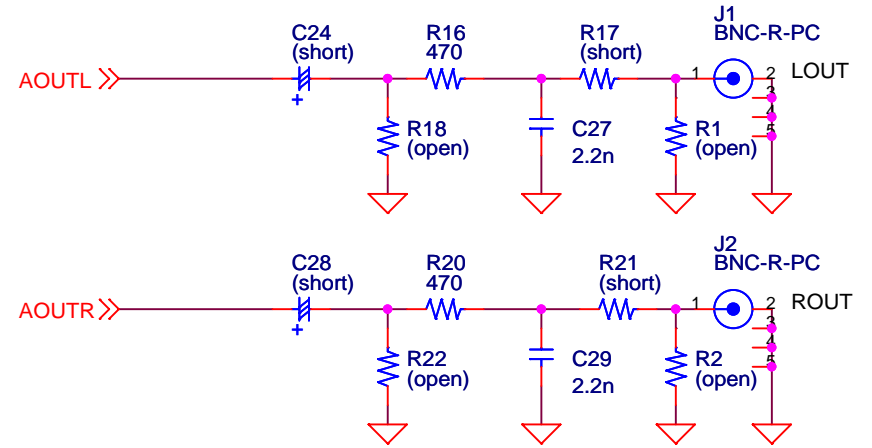 J1
BNC-R-PC
C24
(short)
R16
470
R17
(short)
AOUTL
1
2
LOUT
3
4
5
+
R18
(open)
C27
2.2n
R1
(open)
J2
BNC-R-PC
C28
(short)
R20
470
R21
(short)
AOUTR
1
2
ROUT
3
4
5
+
R22
(open)
C29
2.2n
R2
(open)